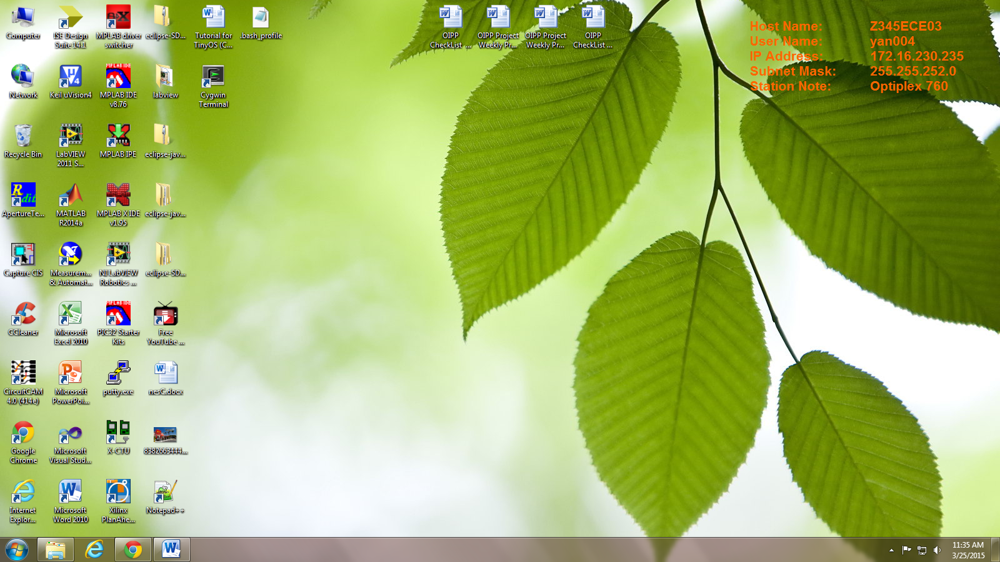 Computer
ISE Design
Suite 14.1
MPLAB driver
switcher
eclipse-SD...
Tutorial for
TinyOS (C...
.bash_profile
OIPP
CheckList ...
OIPP Project
Weekly Pr...
OIPP Project
Weekly Pr...
OIPP
CheckList ...
Host Name: Z345ECE03
User Name: yan004
IP Address: 172.16.230.235
Subnet Mask: 255.255.252.0
Station Note: Optiplex 760
Network
Keil uVision4
MPLAB IDE
MPLAB IDE
v8.76
labview
Cygwin
Terminal
Recycle Bin
LabVIEW
2011 S...
MPLAB IPE
eclipse-jav...
ApertureTe...
MATLAB
R2014a
MPLAB X IDE
v1.95
eclipse-jav...
Capture CIS
Measurem...
& Automat...
NI LabVIEW
Robotics ...
eclipse-SD...
CCleaner
Microsoft
Excel 2010
MPLAB IDE
PIC32 Starter
Kits
Free
YouTube ...
CircuitCAM
4.0 (414e)
Microsoft
PowerPoi...
putty.exe
nesC.docx
Google
Chrome
Microsoft
Visual Stud...
X-CTU
8382663444...
Internet
Explor...
Microsoft
Word 2010
Xilinx
PlanAhe...
Notepad++
11:35 AM
3/25/2015